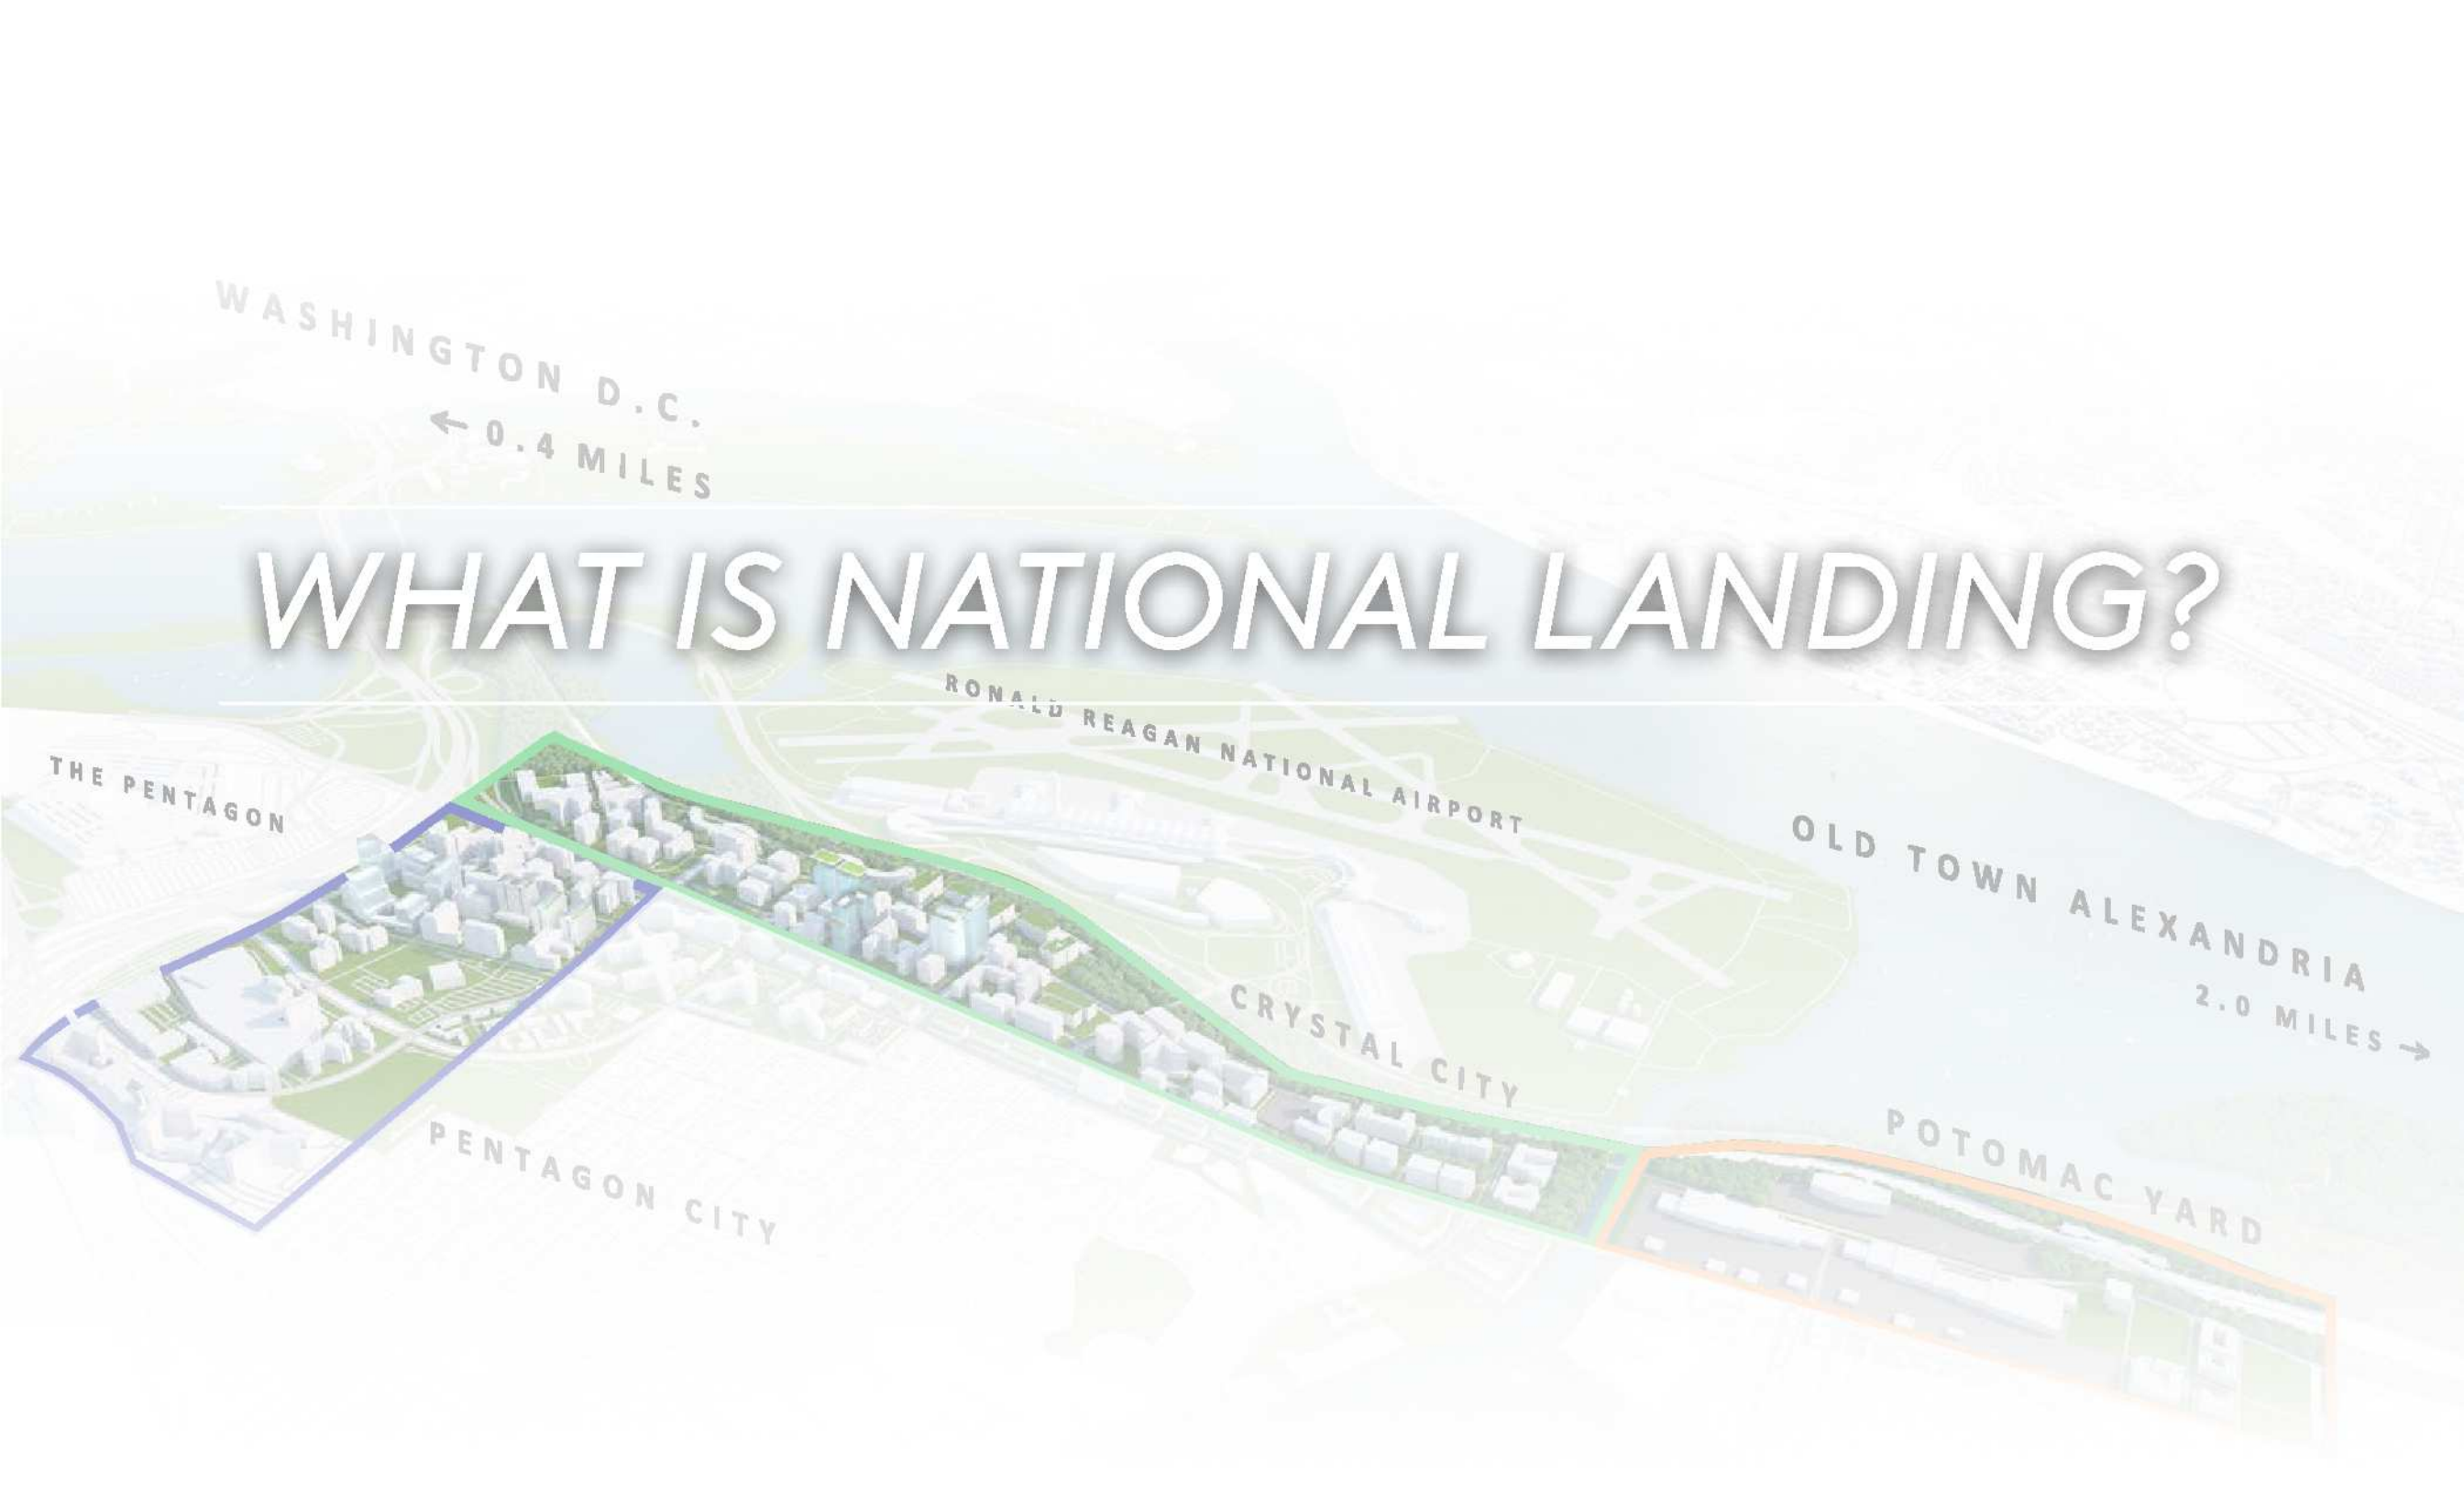 WASHINGTON D.C.
← 0.4 MILES
WHAT IS NATIONAL LANDING?
RONALD REAGAN NATIONAL AIRPORT
THE PENTAGON
OLD TOWN ALEXANDRIA
2.0 MILES →
CRYSTAL CITY
POTOMAC YARD
PENTAGON CITY